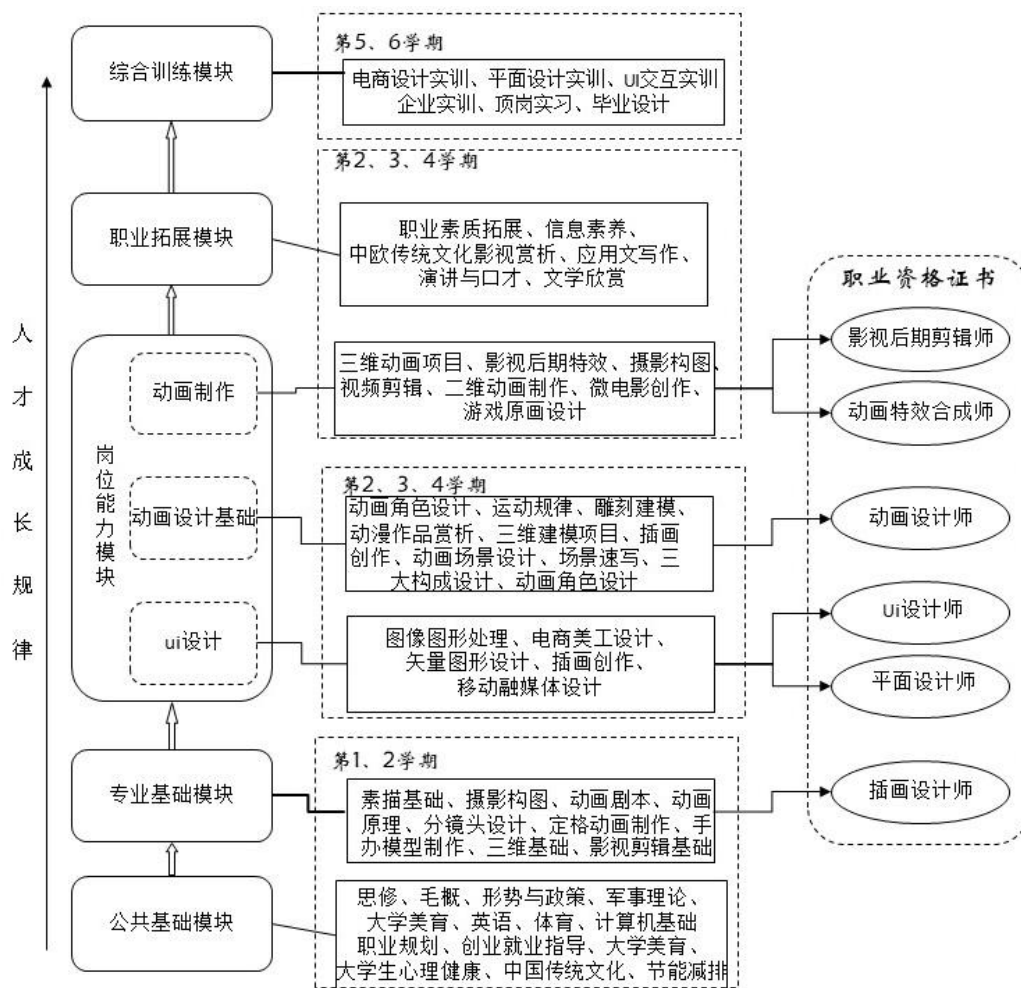 第5、6学期
综合训练模块
电商设计实训、平面设计实训、UI交互实训
企业实训、顶岗实习、毕业设计
第2、3、4学期
职业拓展模块
职业素质拓展、信息素养、
中欧传统文化影视赏析、应用文写作、
演讲与口才、文学欣赏
职业资格证书
人才成长规律
岗位能力模块
动画制作
三维动画项目、影视后期特效、摄影构图、
视频剪辑、二维动画制作、微电影创作、
游戏原画设计
影视后期剪辑师
动画特效合成师
第2、3、4学期
动画设计基础
动画角色设计、运动规律、雕刻建模、
动漫作品赏析、三维建模项目、插画
创作、动画场景设计、场景速写、三
大构成设计、动画角色设计
动画设计师
ui设计
图像图形处理、电商美工设计、
矢量图形设计、插画创作、
移动融媒体设计
Ui设计师
平面设计师
第1、2学期
专业基础模块
素描基础、摄影构图、动画剧本、动画
原理、分镜头设计、定格动画制作、手
办模型制作、三维基础、影视剪辑基础
插画设计师
公共基础模块
思修、毛概、形势与政策、军事理论、
大学美育、英语、体育、计算机基础
职业规划、创业就业指导、大学美育、
大学生心理健康、中国传统文化、节能减排